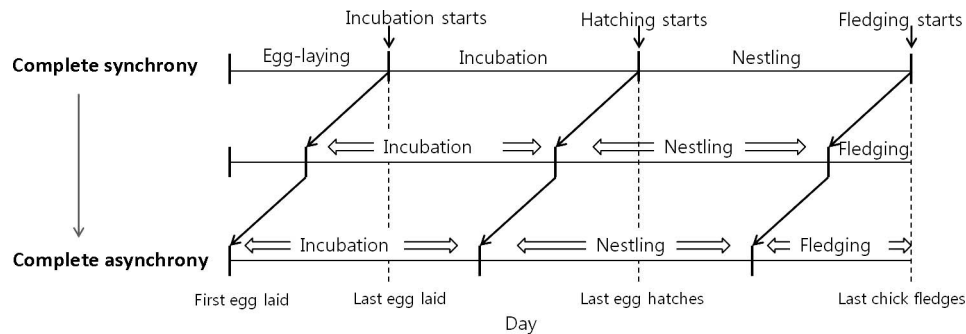 Incubation starts Hatching starts Fledging starts
Complete synchrony Egg-laying Incubation Nestling
Incubation Nestling Fledging
Complete asynchrony Incubation Nestling Fledging
First egg laid Last egg laid Last egg hatches Last chick fledges
Day